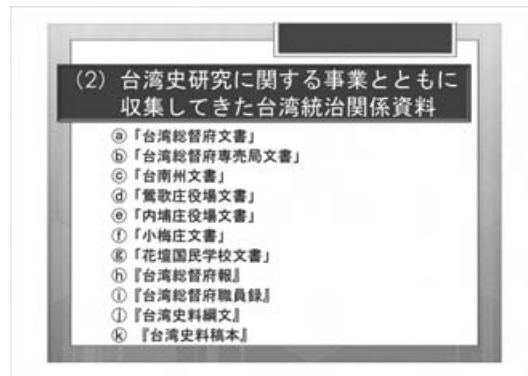 (2) 台湾史研究に関する事業とともに
収集してきた台湾統治関係資料
ⓐ「台湾総督府文書」
ⓑ「台湾総督府専売局文書」
ⓒ「台南州文書」
ⓓ「鶯歌庄役場文書」
ⓔ「内埔庄役場文書」
ⓕ「小梅庄文書」
ⓖ「花壇国民学校文書」
ⓗ『台湾総督府報』
ⓘ『台湾総督府職員録』
ⓙ『台湾史料綱文』
ⓚ 『台湾史料稿本』